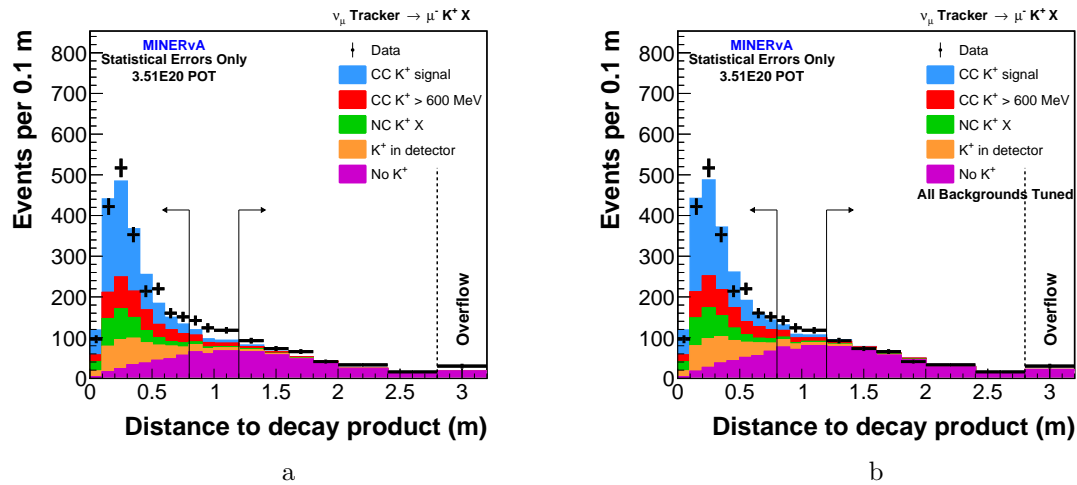 ν_μ Tracker → μ⁻ K⁺ X
MINERνA
Statistical Errors Only
3.51E20 POT
Data
CC K⁺ signal
CC K⁺ > 600 MeV
NC K⁺ X
K⁺ in detector
No K⁺
Overflow
Events per 0.1 m
800
700
600
500
400
300
200
100
0
0 0.5 1 1.5 2 2.5 3
Distance to decay product (m)
a
ν_μ Tracker → μ⁻ K⁺ X
MINERνA
Statistical Errors Only
3.51E20 POT
Data
CC K⁺ signal
CC K⁺ > 600 MeV
NC K⁺ X
K⁺ in detector
No K⁺
All Backgrounds Tuned
Overflow
Events per 0.1 m
800
700
600
500
400
300
200
100
0
0 0.5 1 1.5 2 2.5 3
Distance to decay product (m)
b